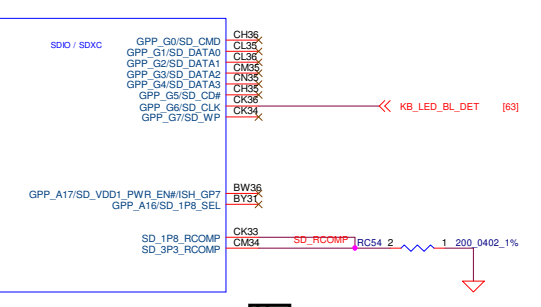 SDIO / SDXC
GPP_G0/SD_CMD CH36
GPP_G1/SD_DATA0 CL35
GPP_G2/SD_DATA1 CL36
GPP_G3/SD_DATA2 CM35
GPP_G4/SD_DATA3 CN35
GPP_G5/SD_CD# CH35
GPP_G6/SD_CLK CK36 KB_LED_BL_DET [63]
GPP_G7/SD_WP CK34
GPP_A17/SD_VDD1_PWR_EN#/ISH_GP7 BW36
GPP_A16/SD_1P8_SEL BY31
SD_1P8_RCOMP CK33
SD_3P3_RCOMP CM34 SD_RCOMP RC54 2 1 200_0402_1%